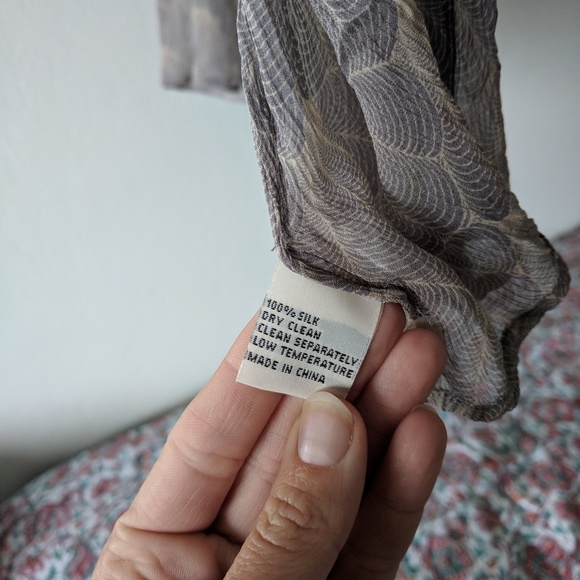 100% SILK
DRY CLEAN
CLEAN SEPARATELY
LOW TEMPERATURE
MADE IN CHINA